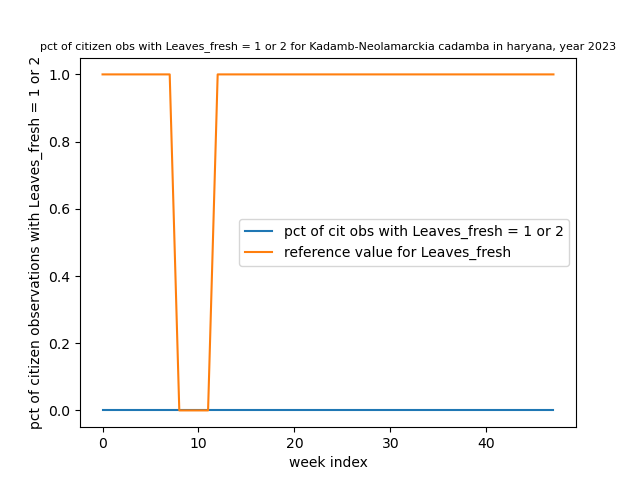 pct of citizen obs with Leaves_fresh = 1 or 2 for Kadamb-Neolamarckia cadamba in haryana, year 2023
pct of citizen observations with Leaves_fresh = 1 or 2
1.0
0.8
0.6
0.4
0.2
0.0
pct of cit obs with Leaves_fresh = 1 or 2
reference value for Leaves_fresh
0 10 20 30 40
week index